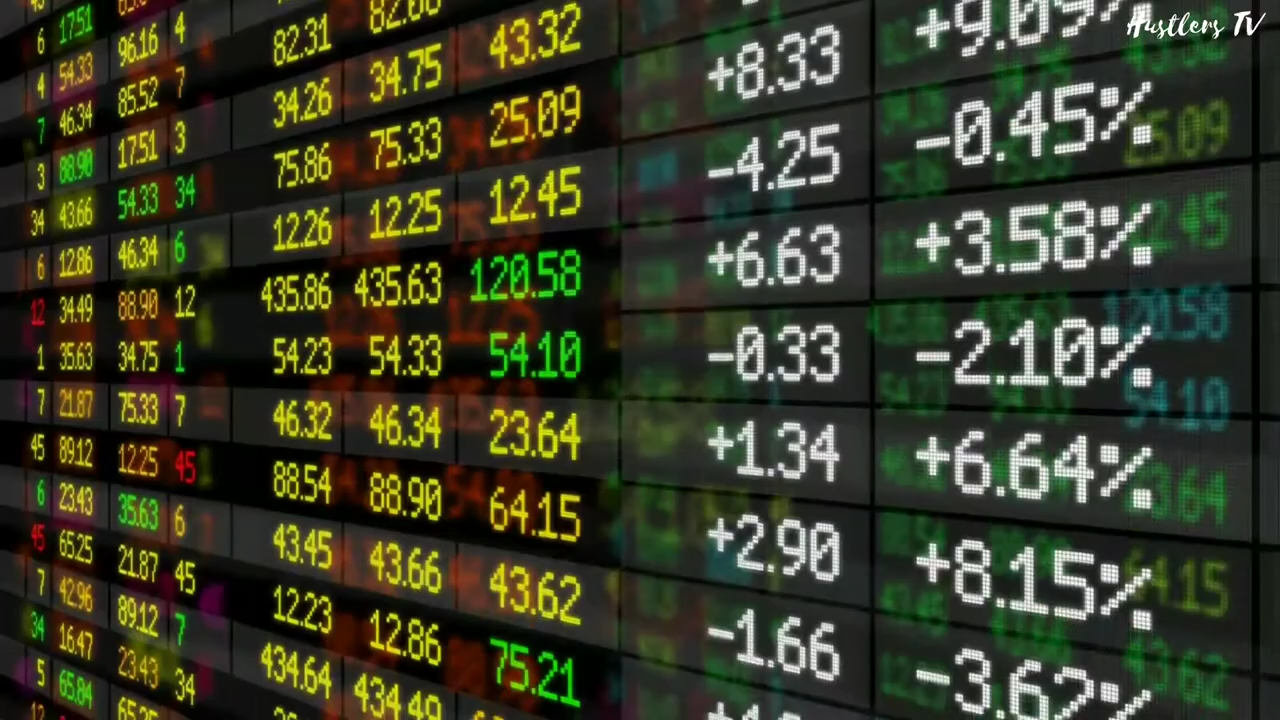 Hustlers TV
6 17.51
4 54.33 96.16 4
7 46.34 85.52 7 82.31
3 88.90 17.51 3 34.26 34.75 43.32
34 43.66 54.33 34 75.86 75.33 25.09 +8.33 +9.09%
6 12.86 46.34 6 12.26 12.25 12.45 -4.25 -0.45%
12 34.49 88.90 12 435.86 435.63 120.58 +6.63 +3.58%
1 35.63 34.75 1 54.23 54.33 54.10 -0.33 -2.10%
7 21.87 75.33 7 46.32 46.34 23.64 +1.34 +6.64%
45 89.12 12.25 45 88.54 88.90 64.15 +2.90 +8.15%
6 23.43 35.63 6 43.45 43.66 43.62 -1.66 -3.62%
45 65.25 21.87 45 12.23 12.86 75.21
7 42.96 89.12 7 434.64 434.49
34 16.47 23.43 34
5 65.84 65.25
12